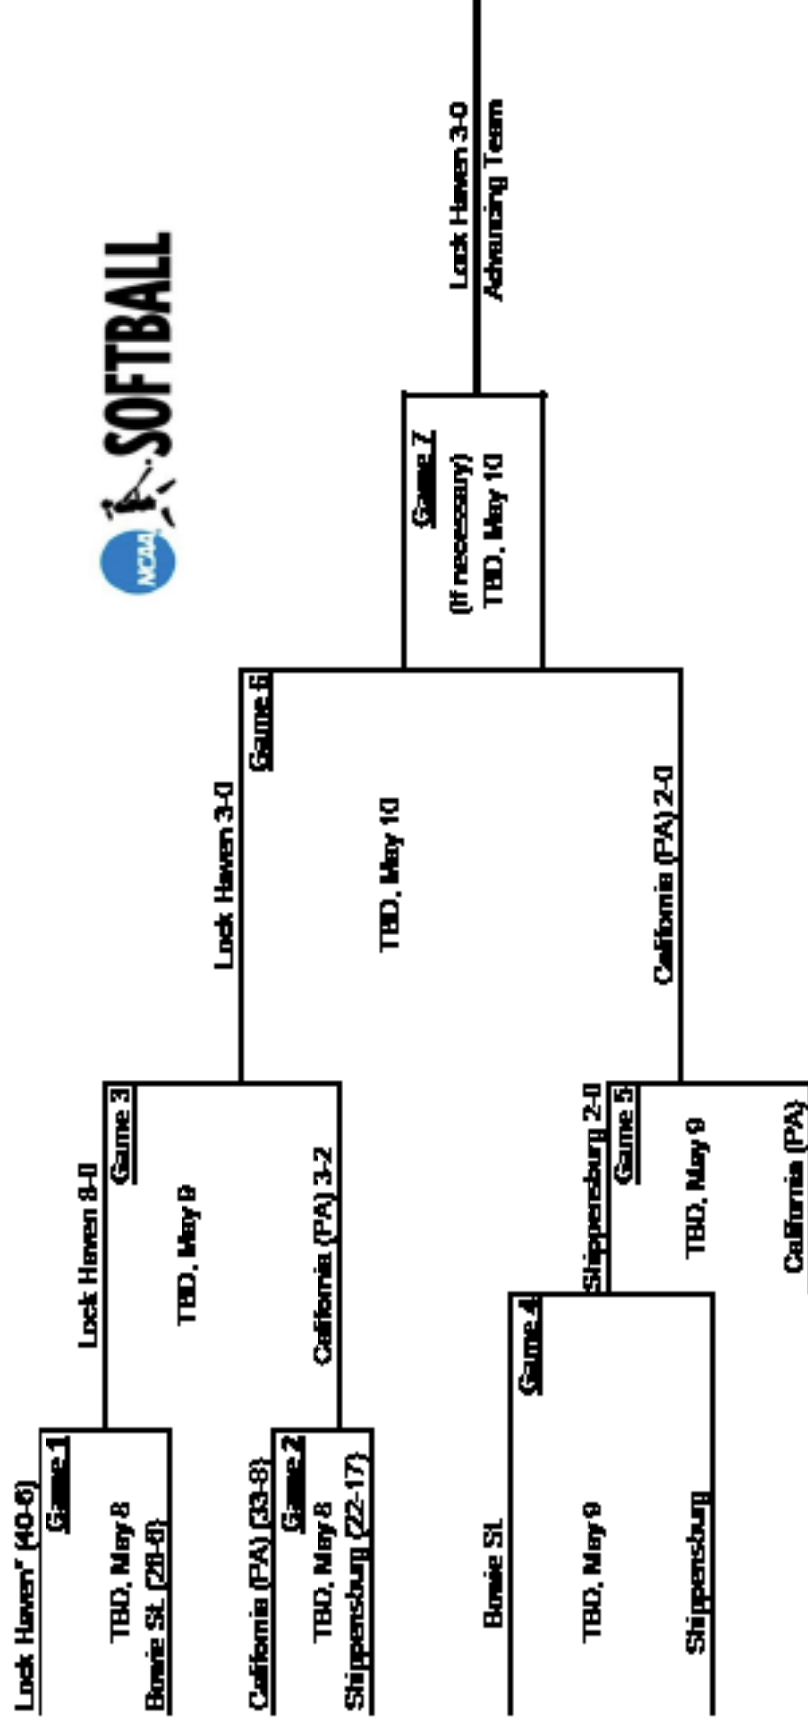 NCAA SOFTBALL
Lock Haven* (40-6)
Game 1
TBD, May 8
Bowie St. (26-6)
Lock Haven 8-0
Game 3
TBD, May 9
California (PA) (33-8)
Game 2
TBD, May 8
Shippensburg (22-17)
California (PA) 3-2
Lock Haven 3-0
Game 6
TBD, May 10
Bowie St.
Game 4
TBD, May 9
Shippensburg
Shippensburg 2-0
Game 5
TBD, May 9
California (PA)
California (PA) 2-0
Game 7
(If necessary)
TBD, May 10
Lock Haven 3-0
Advancing Team